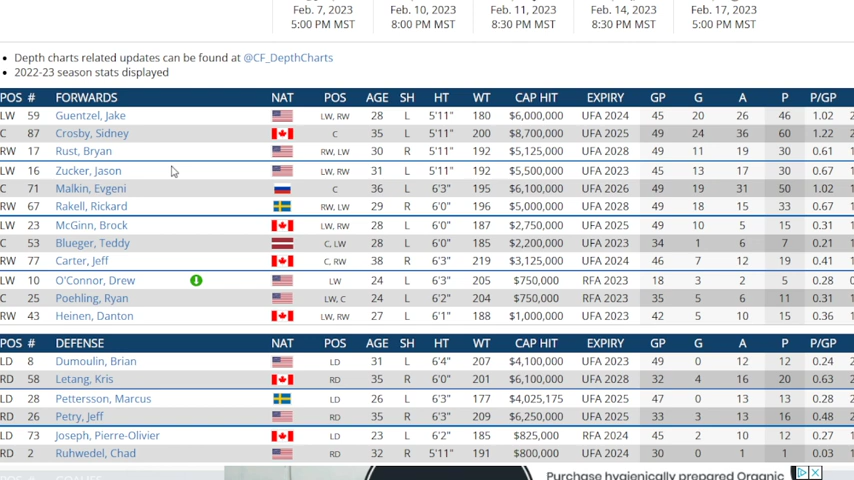 Feb. 7, 2023 Feb. 10, 2023 Feb. 11, 2023 Feb. 14, 2023 Feb. 17, 2023
5:00 PM MST 8:00 PM MST 8:30 PM MST 8:30 PM MST 5:00 PM MST
• Depth charts related updates can be found at @CF_DepthCharts
• 2022-23 season stats displayed
POS # FORWARDS NAT POS AGE SH HT WT CAP HIT EXPIRY GP G A P P/GP
LW 59 Guentzel, Jake LW, RW 28 L 5'11" 180 $6,000,000 UFA 2024 45 20 26 46 1.02
C 87 Crosby, Sidney C 35 L 5'11" 200 $8,700,000 UFA 2025 49 24 36 60 1.22
RW 17 Rust, Bryan RW, LW 30 R 5'11" 192 $5,125,000 UFA 2028 49 11 19 30 0.61
LW 16 Zucker, Jason LW, RW 31 L 5'11" 192 $5,500,000 UFA 2023 45 13 17 30 0.67
C 71 Malkin, Evgeni C 36 L 6'3" 195 $6,100,000 UFA 2026 49 19 31 50 1.02
RW 67 Rakell, Rickard RW, LW 29 R 6'0" 196 $5,000,000 UFA 2028 49 18 15 33 0.67
LW 23 McGinn, Brock LW, RW 28 L 6'0" 187 $2,750,000 UFA 2025 49 10 5 15 0.31
C 53 Blueger, Teddy C, LW 28 L 6'0" 185 $2,200,000 UFA 2023 34 1 6 7 0.21
RW 77 Carter, Jeff C, RW 38 R 6'3" 219 $3,125,000 UFA 2024 46 7 12 19 0.41
LW 10 O'Connor, Drew LW 24 L 6'3" 205 $750,000 RFA 2023 18 3 2 5 0.28
C 25 Poehling, Ryan LW, C 24 L 6'2" 204 $750,000 RFA 2023 35 5 6 11 0.31
RW 43 Heinen, Danton LW, RW 27 L 6'1" 188 $1,000,000 UFA 2023 42 5 10 15 0.36
POS # DEFENSE NAT POS AGE SH HT WT CAP HIT EXPIRY GP G A P P/GP
LD 8 Dumoulin, Brian LD 31 L 6'4" 207 $4,100,000 UFA 2023 49 0 12 12 0.24
RD 58 Letang, Kris RD 35 R 6'0" 201 $6,100,000 UFA 2028 32 4 16 20 0.63
LD 28 Pettersson, Marcus LD 26 L 6'3" 177 $4,025,175 UFA 2025 47 0 13 13 0.28
RD 26 Petry, Jeff RD 35 R 6'3" 209 $6,250,000 UFA 2025 33 3 13 16 0.48
LD 73 Joseph, Pierre-Olivier LD 23 L 6'2" 185 $825,000 RFA 2024 45 2 10 12 0.27
RD 2 Ruhwedel, Chad RD 32 R 5'11" 191 $800,000 UFA 2024 30 0 1 1 0.03
Purchase hygienically prepared Organic